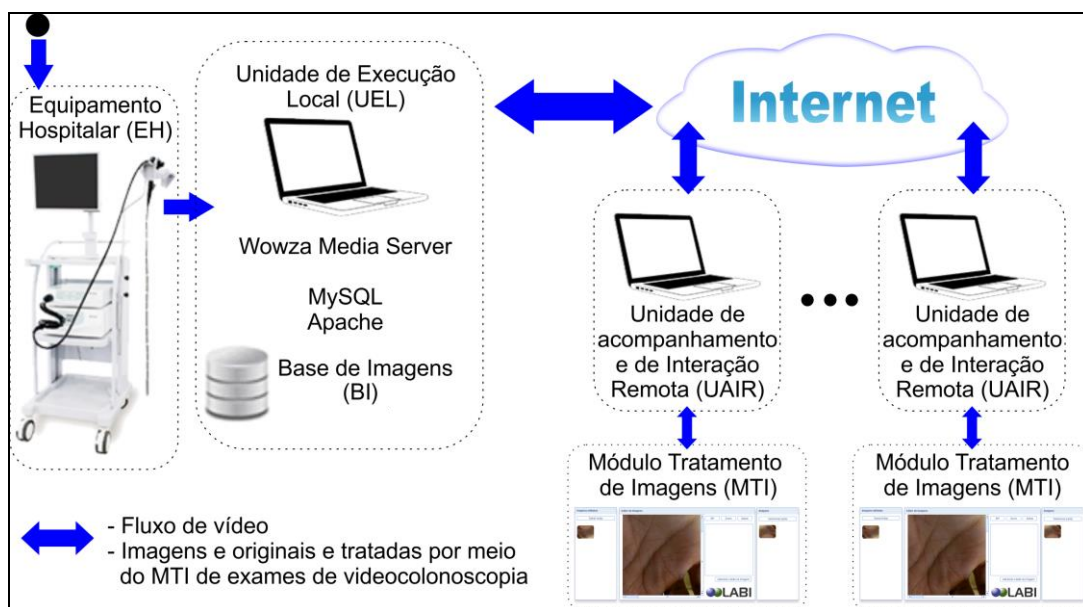 Equipamento
Hospitalar (EH)
Unidade de Execução
Local (UEL)
Wowza Media Server
MySQL
Apache
Base de Imagens
(BI)
Internet
Unidade de
acompanhamento
e de Interação
Remota (UAIR)
Unidade de
acompanhamento
e de Interação
Remota (UAIR)
Módulo Tratamento
de Imagens (MTI)
LABI
Módulo Tratamento
de Imagens (MTI)
LABI
- Fluxo de vídeo
- Imagens e originais e tratadas por meio
do MTI de exames de videocolonoscopia